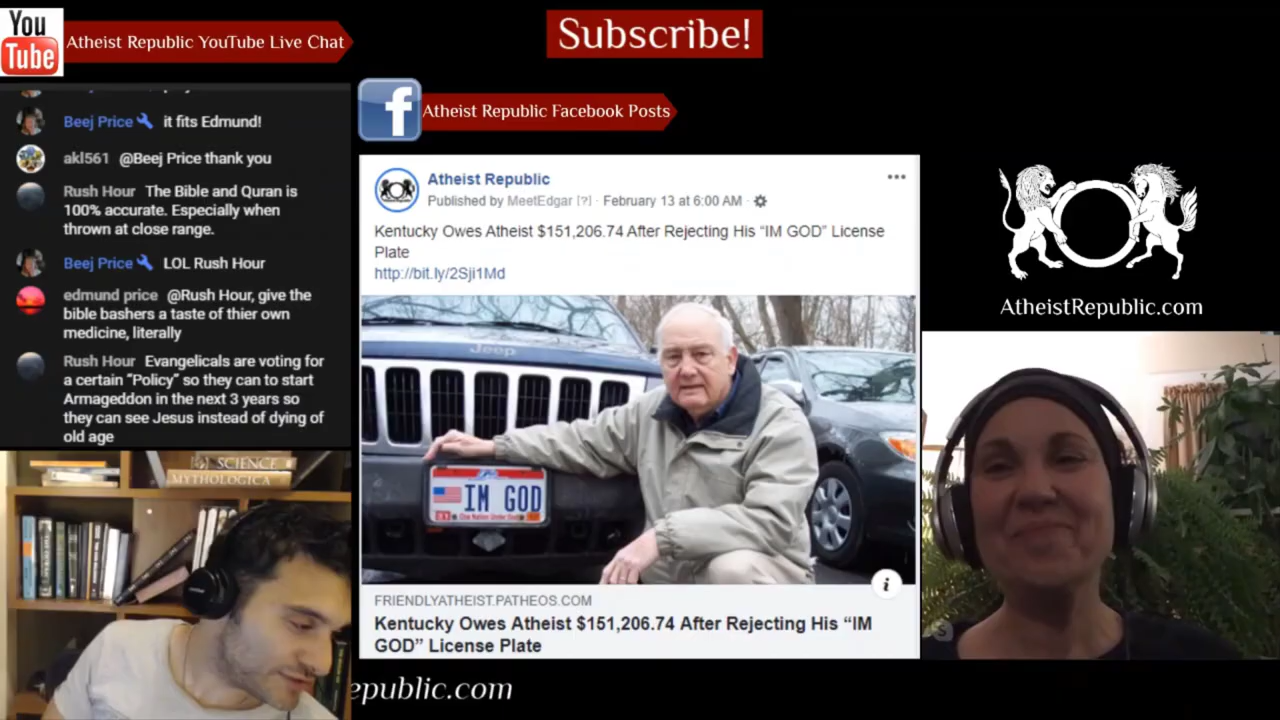 You
Tube
Atheist Republic YouTube Live Chat
Subscribe!
Beej Price it fits Edmund!
akl561 @Beej Price thank you
Rush Hour The Bible and Quran is
100% accurate. Especially when
thrown at close range.
Beej Price LOL Rush Hour
edmund price @Rush Hour, give the
bible bashers a taste of thier own
medicine, literally
Rush Hour Evangelicals are voting for
a certain “Policy” so they can to start
Armageddon in the next 3 years so
they can see Jesus instead of dying of
old age
f
Atheist Republic Facebook Posts
Atheist Republic
Published by MeetEdgar [?] · February 13 at 6:00 AM ·
Kentucky Owes Atheist $151,206.74 After Rejecting His “IM GOD” License
Plate
http://bit.ly/2Sji1Md
Jeep
IM GOD
One Nation Under God
i
FRIENDLYATHEIST.PATHEOS.COM
Kentucky Owes Atheist $151,206.74 After Rejecting His “IM
GOD” License Plate
AtheistRepublic.com
SCIENCE
MYTHOLOGICA
epublic.com